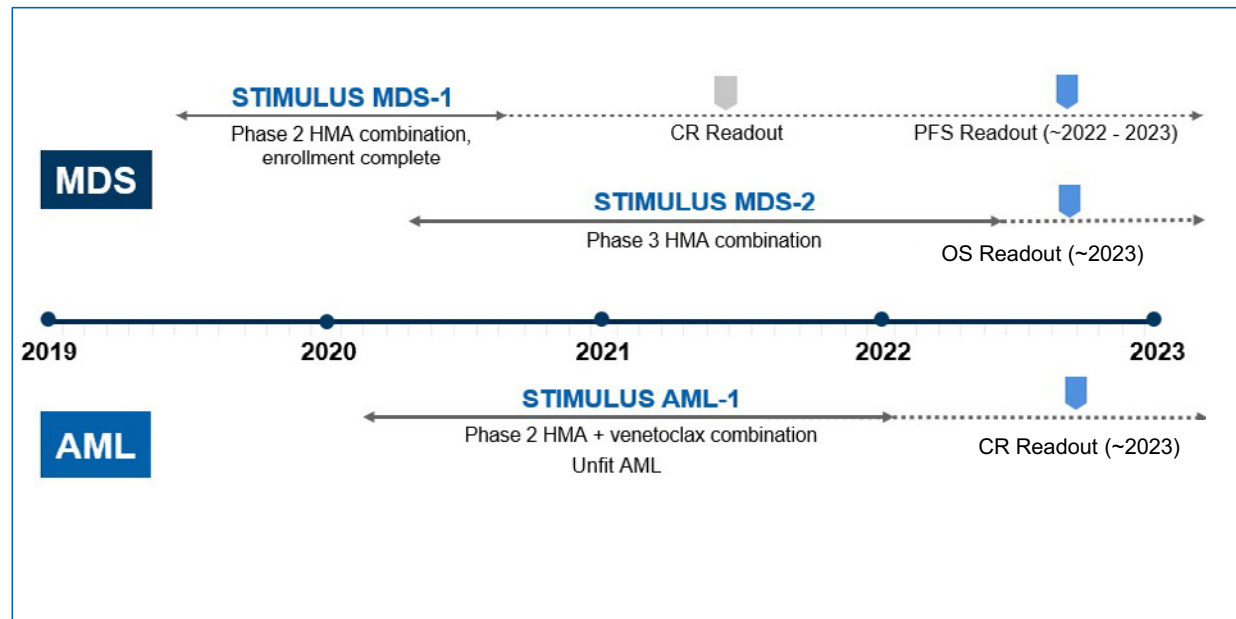 STIMULUS MDS-1
Phase 2 HMA combination,
enrollment complete
CR Readout
PFS Readout (~2022 - 2023)
MDS
STIMULUS MDS-2
Phase 3 HMA combination
OS Readout (~2023)
2019
2020
2021
2022
2023
AML
STIMULUS AML-1
Phase 2 HMA + venetoclax combination
Unfit AML
CR Readout (~2023)